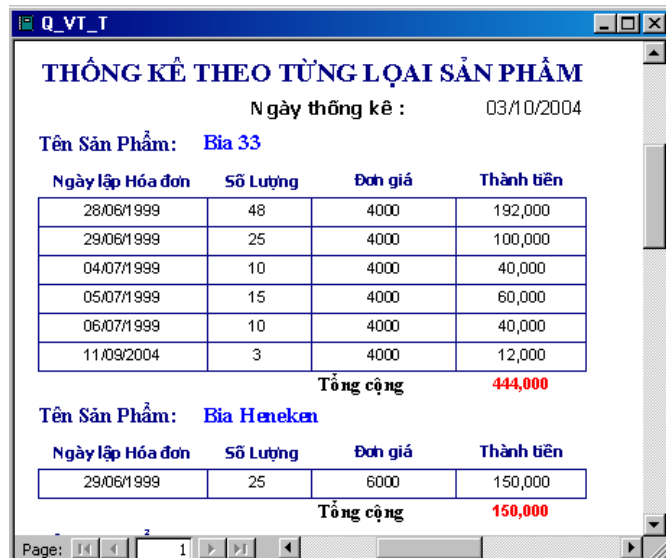 Q_VT_T
THỐNG KÊ THEO TỪNG LỌAI SẢN PHẨM
Ngày thống kê : 03/10/2004
Tên Sản Phẩm: Bia 33
Ngày lập Hóa đơn Số Lượng Đơn giá Thành tiền
28/06/1999 48 4000 192,000
29/06/1999 25 4000 100,000
04/07/1999 10 4000 40,000
05/07/1999 15 4000 60,000
06/07/1999 10 4000 40,000
11/09/2004 3 4000 12,000
Tổng cộng 444,000
Tên Sản Phẩm: Bia Heneken
Ngày lập Hóa đơn Số Lượng Đơn giá Thành tiền
29/06/1999 25 6000 150,000
Tổng cộng 150,000
Page: 1